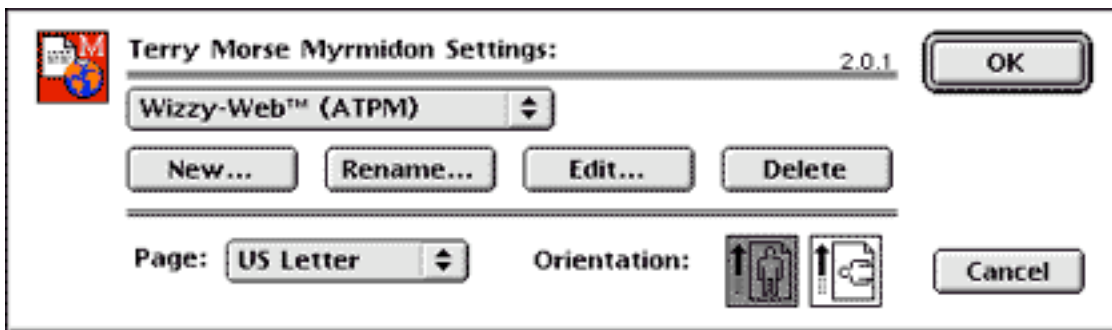 M
Terry Morse Myrmidon Settings:
2.0.1
OK
Wizzy-Web™ (ATPM)
New... Rename... Edit... Delete
Page: US Letter Orientation: Cancel